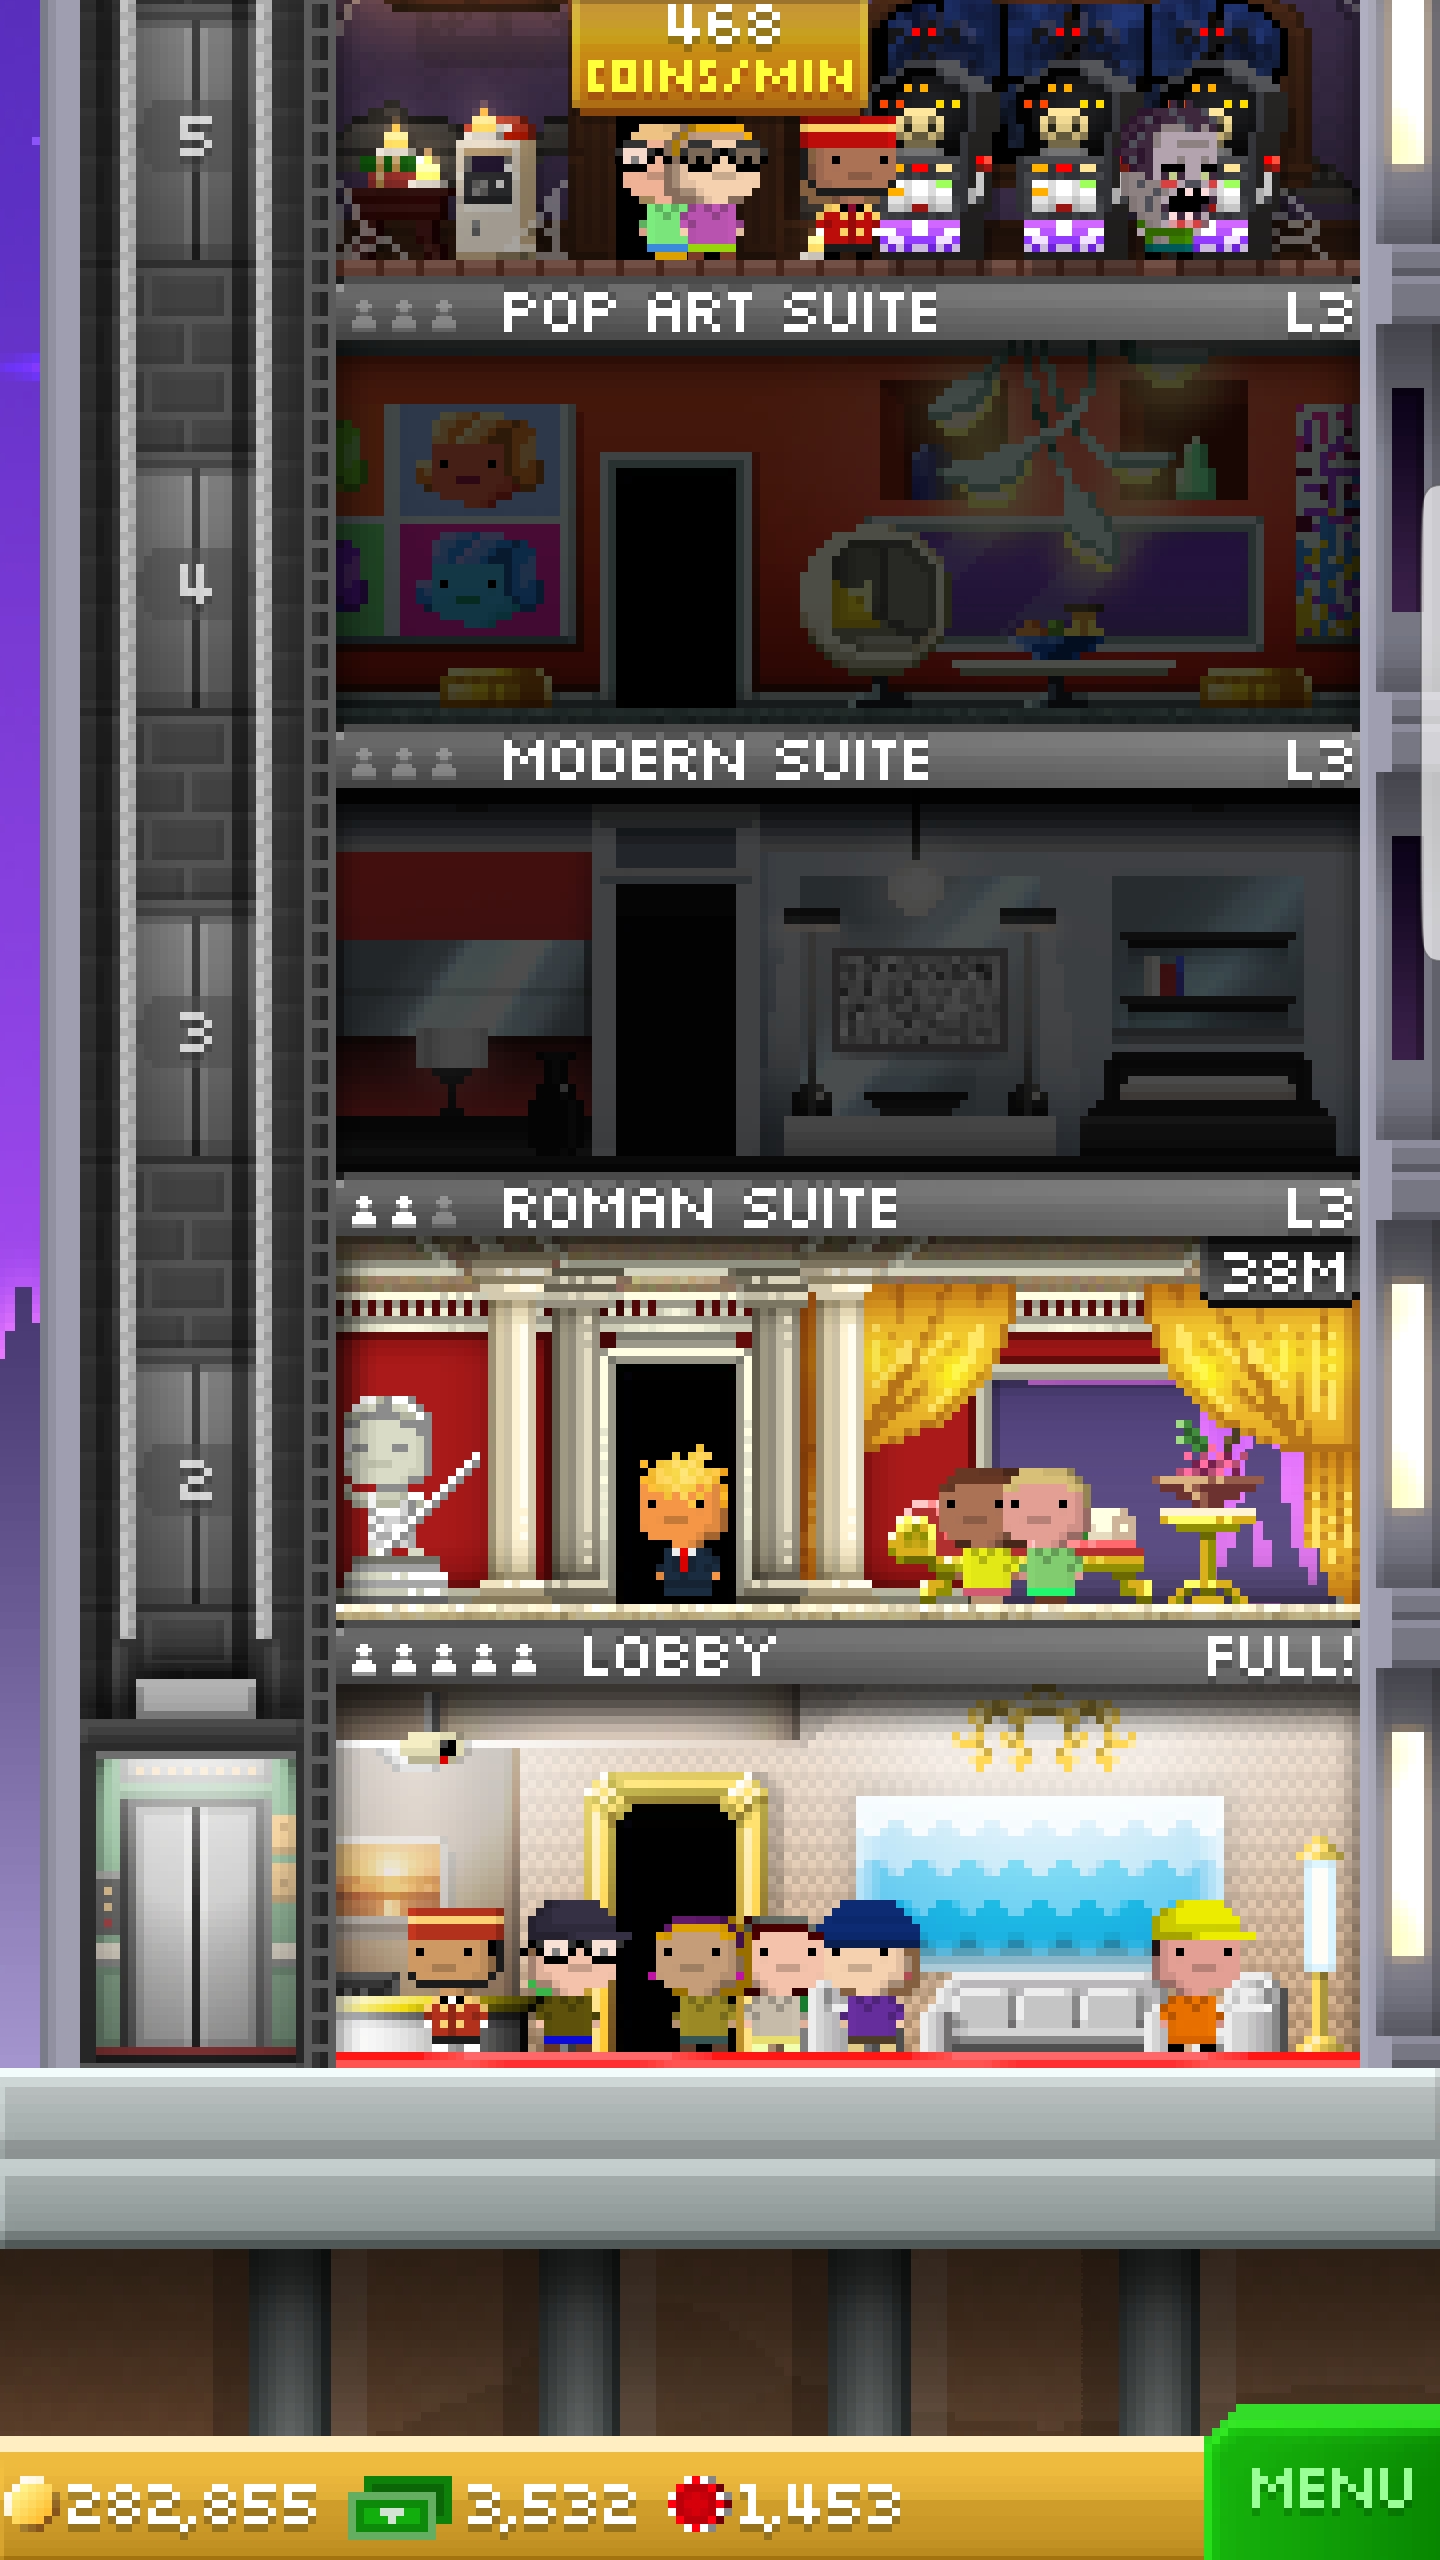 468
COINS/MIN
5
POP ART SUITE L3
4
MODERN SUITE L3
3
ROMAN SUITE L3
38M
2
LOBBY FULL!
282,855 3,532 1,453
MENU